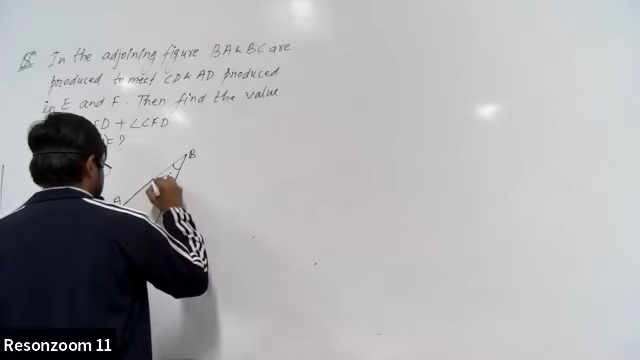 In the adjoining figure BA & BC are
produced to meet CD & AD produced
in E and F. Then find the value
FD + ∠CFD
F?
B
A
Resonzoom 11